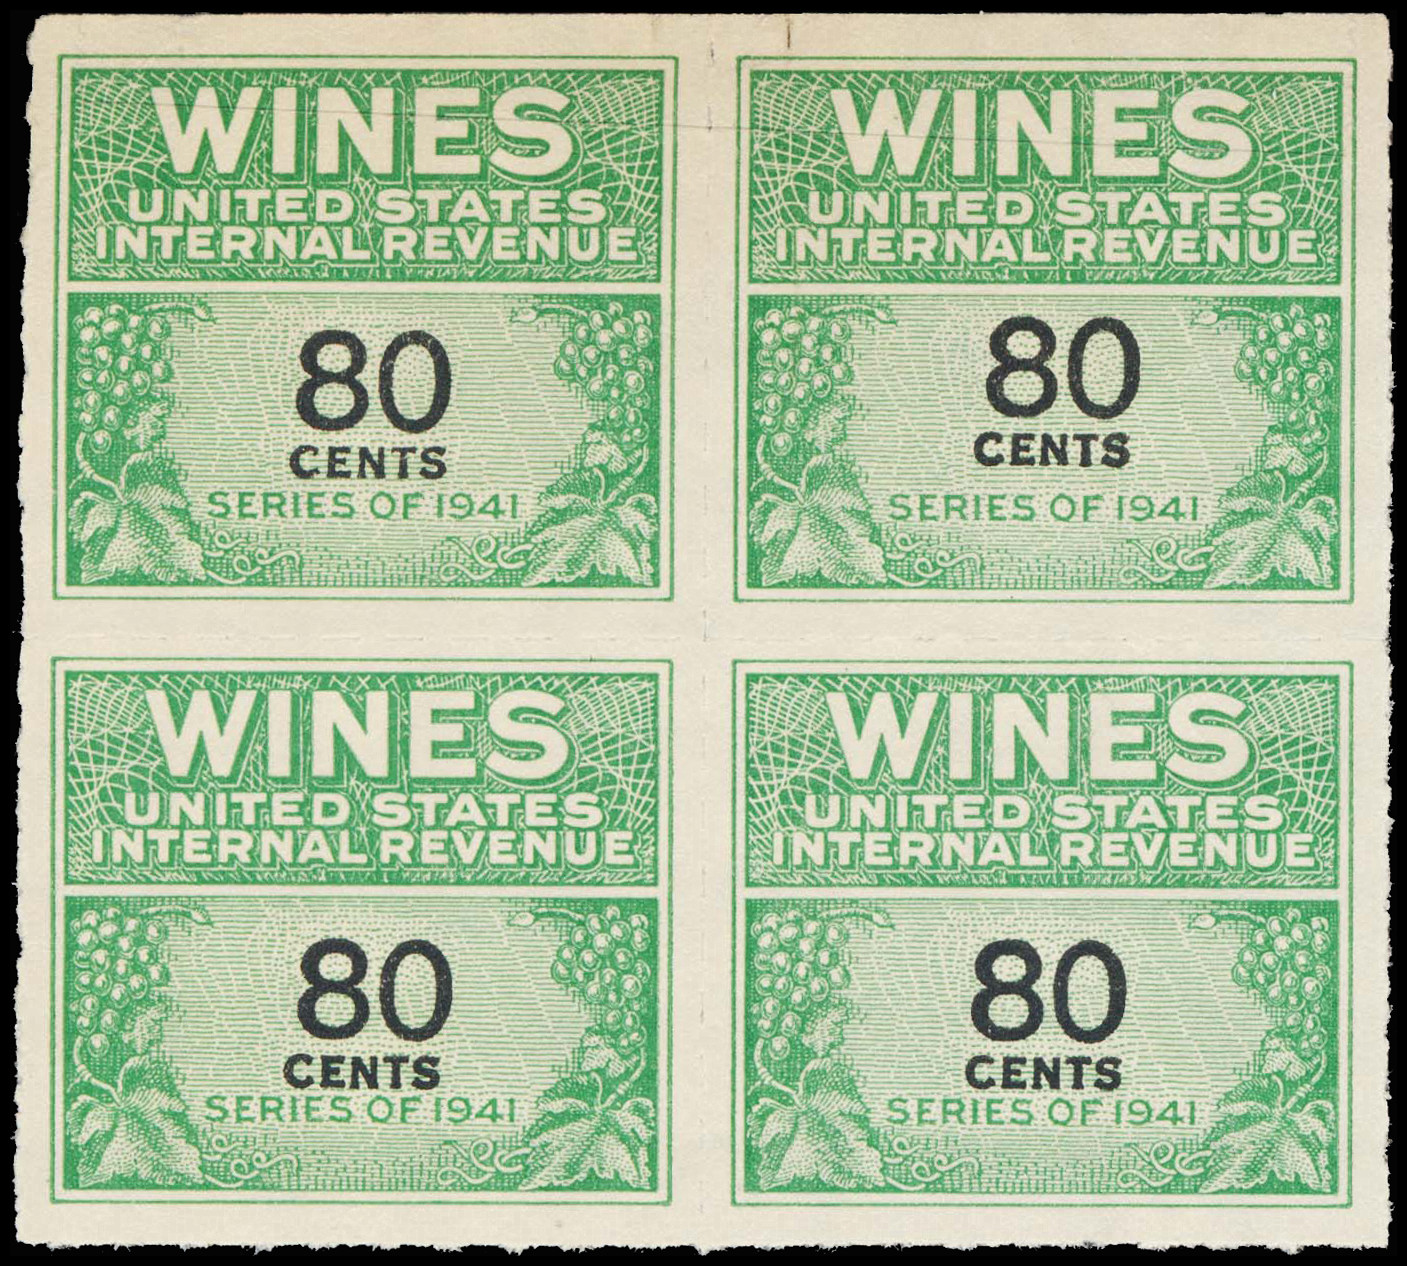 WINES
UNITED STATES
INTERNAL REVENUE
80
CENTS
SERIES OF 1941
WINES
UNITED STATES
INTERNAL REVENUE
80
CENTS
SERIES OF 1941
WINES
UNITED STATES
INTERNAL REVENUE
80
CENTS
SERIES OF 1941
WINES
UNITED STATES
INTERNAL REVENUE
80
CENTS
SERIES OF 1941